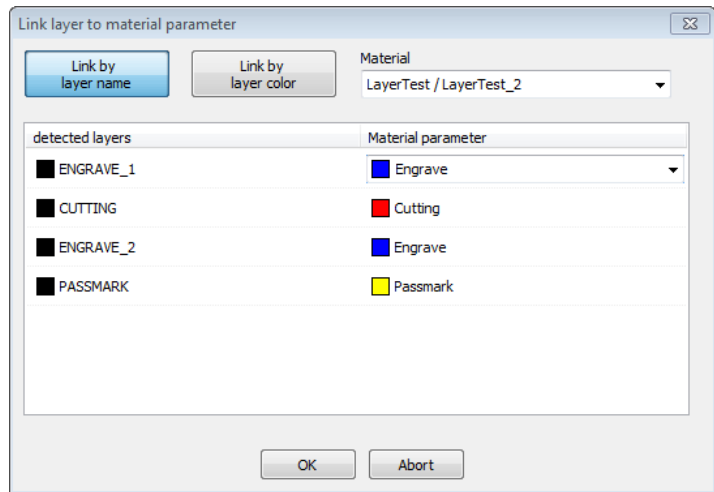 Link layer to material parameter
Link by
layer name
Link by
layer color
Material
LayerTest / LayerTest_2
detected layers
Material parameter
ENGRAVE_1
Engrave
CUTTING
Cutting
ENGRAVE_2
Engrave
PASSMARK
Passmark
OK
Abort